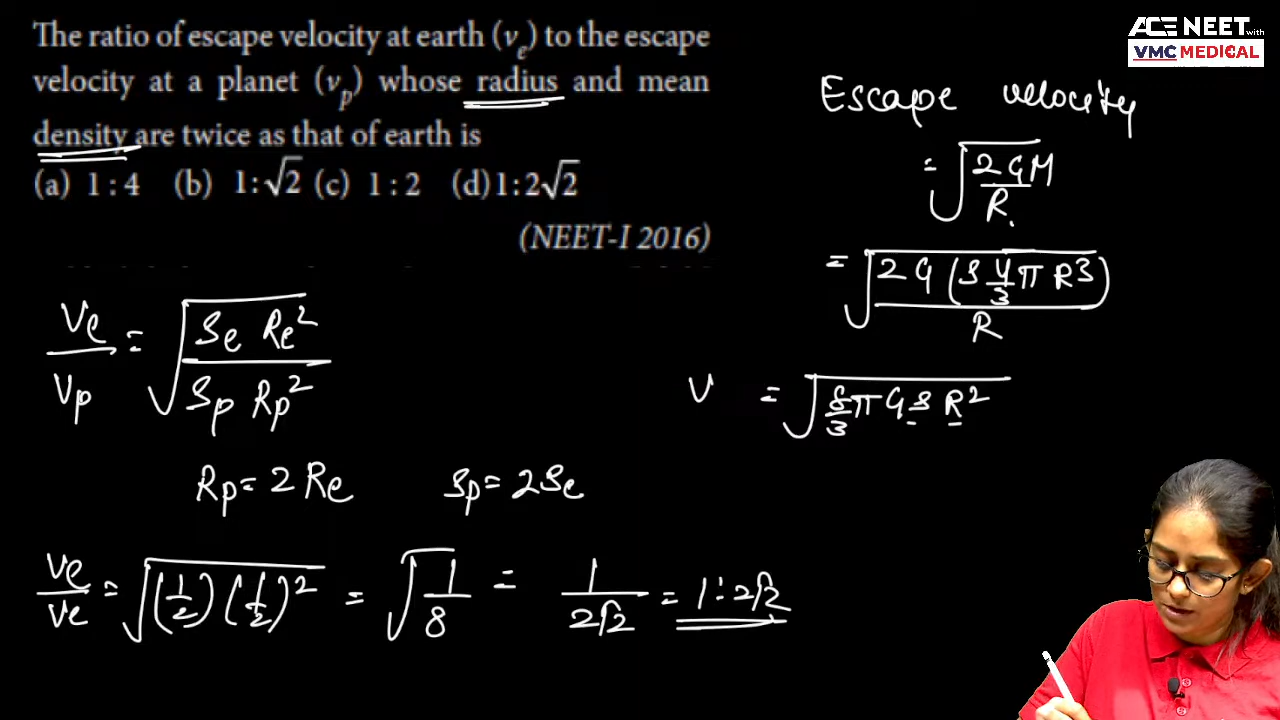 ACE NEET with
VMC MEDICAL
The ratio of escape velocity at earth (vₑ) to the escape
velocity at a planet (vₚ) whose radius and mean
density are twice as that of earth is
(a) 1 : 4 (b) 1 : √2 (c) 1 : 2 (d) 1 : 2√2
(NEET-I 2016)
Escape velocity
= √(2GM/R)
= √(2G(ρ 4/3 π R³)/R)
V = √(8/3 π G ρ R²)
Ve/Vp = √(ρe Re²/ρp Rp²)
Rp = 2Re ρp = 2ρe
Ve/Ve = √((1/2)(1/2)²) = √(1/8) = 1/2√2 = 1:2√2